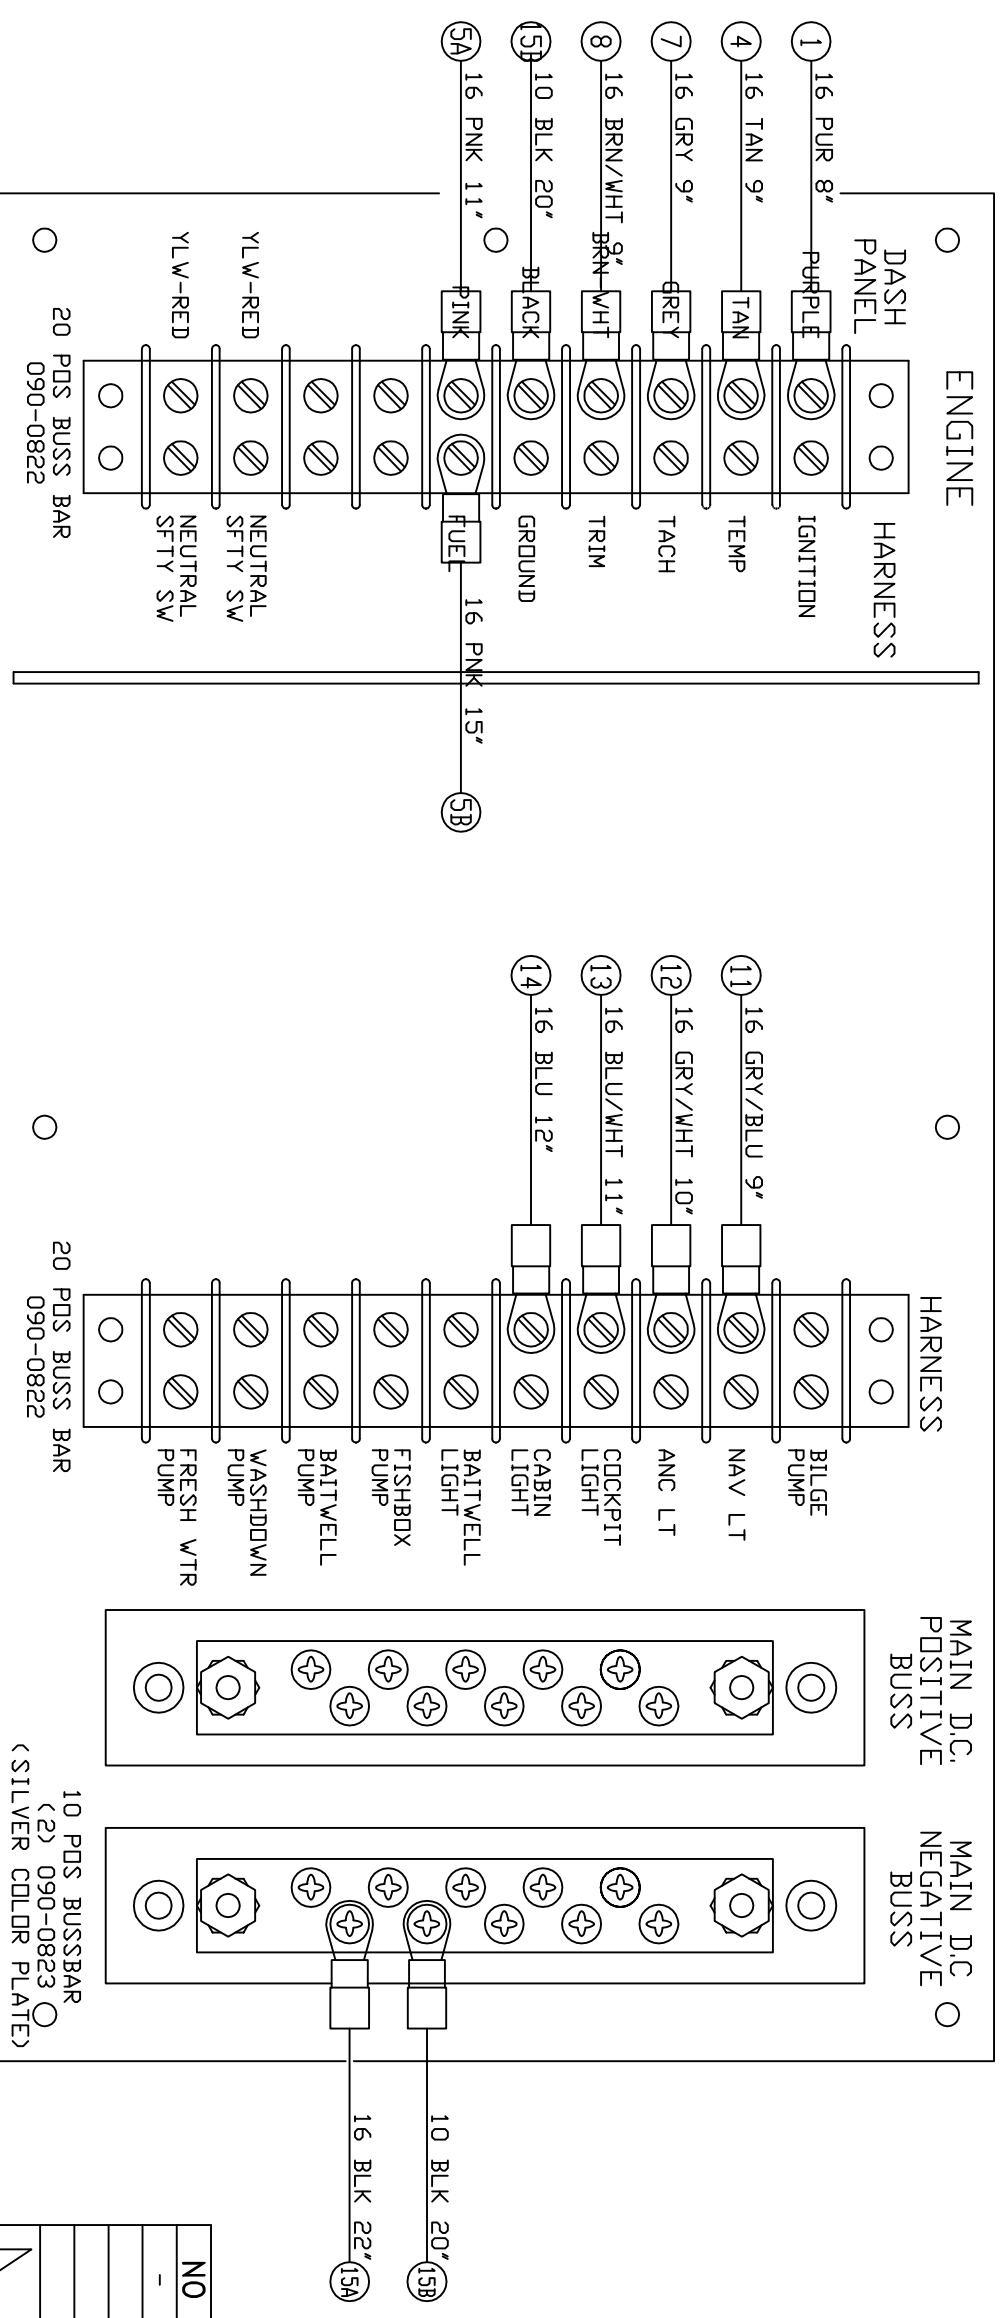 ENGINE
DASH
PANEL
HARNESS
1
16 PUR 8"
PURPLE
IGNITION
4
16 TAN 9"
TAN
TEMP
7
16 GRY 9"
GREY
TACH
8
16 BRN/WHT 9"
BRN WHT
TRIM
15B
10 BLK 20"
BLACK
GROUND
5A
16 PNK 11"
PINK
FUEL
16 PNK 15"
5B
YLW-RED
NEUTRAL
SFTY SW
YLW-RED
NEUTRAL
SFTY SW
20 POS BUSS BAR
090-0822
HARNESS
BILGE
PUMP
11
16 GRY/BLU 9"
NAV LT
12
16 GRY/WHT 10"
ANC LT
13
16 BLU/WHT 11"
COCKPIT
LIGHT
14
16 BLU 12"
CABIN
LIGHT
BAITWELL
LIGHT
FISHBOX
PUMP
BAITWELL
PUMP
WASHDOWN
PUMP
FRESH WTR
PUMP
20 POS BUSS BAR
090-0822
MAIN D.C.
POSITIVE
BUSS
MAIN D.C
NEGATIVE
BUSS
10 BLK 20"
15B
16 BLK 22"
15A
10 POS BUSSBAR
(2) 090-0823
(SILVER COLOR PLATE)
NO
-